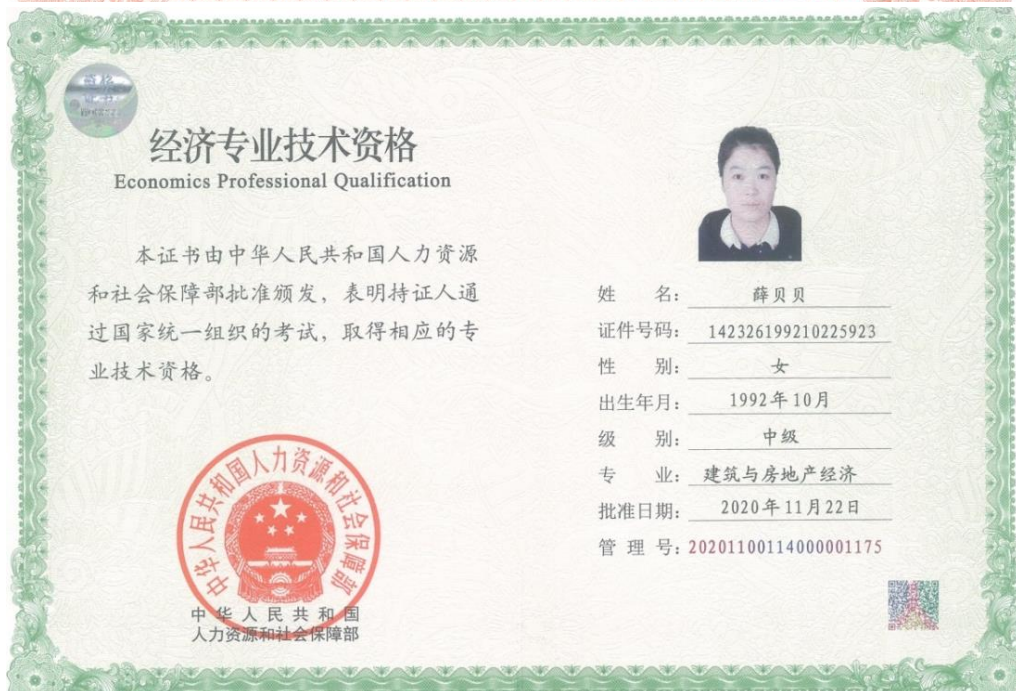 经济专业技术资格
Economics Professional Qualification
本证书由中华人民共和国人力资源
和社会保障部批准颁发，表明持证人通
过国家统一组织的考试，取得相应的专
业技术资格。
中华人民共和国人力资源和社会保障部
中华人民共和国
人力资源和社会保障部
姓 名： 薛贝贝
证件号码： 142326199210225923
性 别： 女
出生年月： 1992年10月
级 别： 中级
专 业： 建筑与房地产经济
批准日期： 2020年11月22日
管 理 号：20201100114000001175